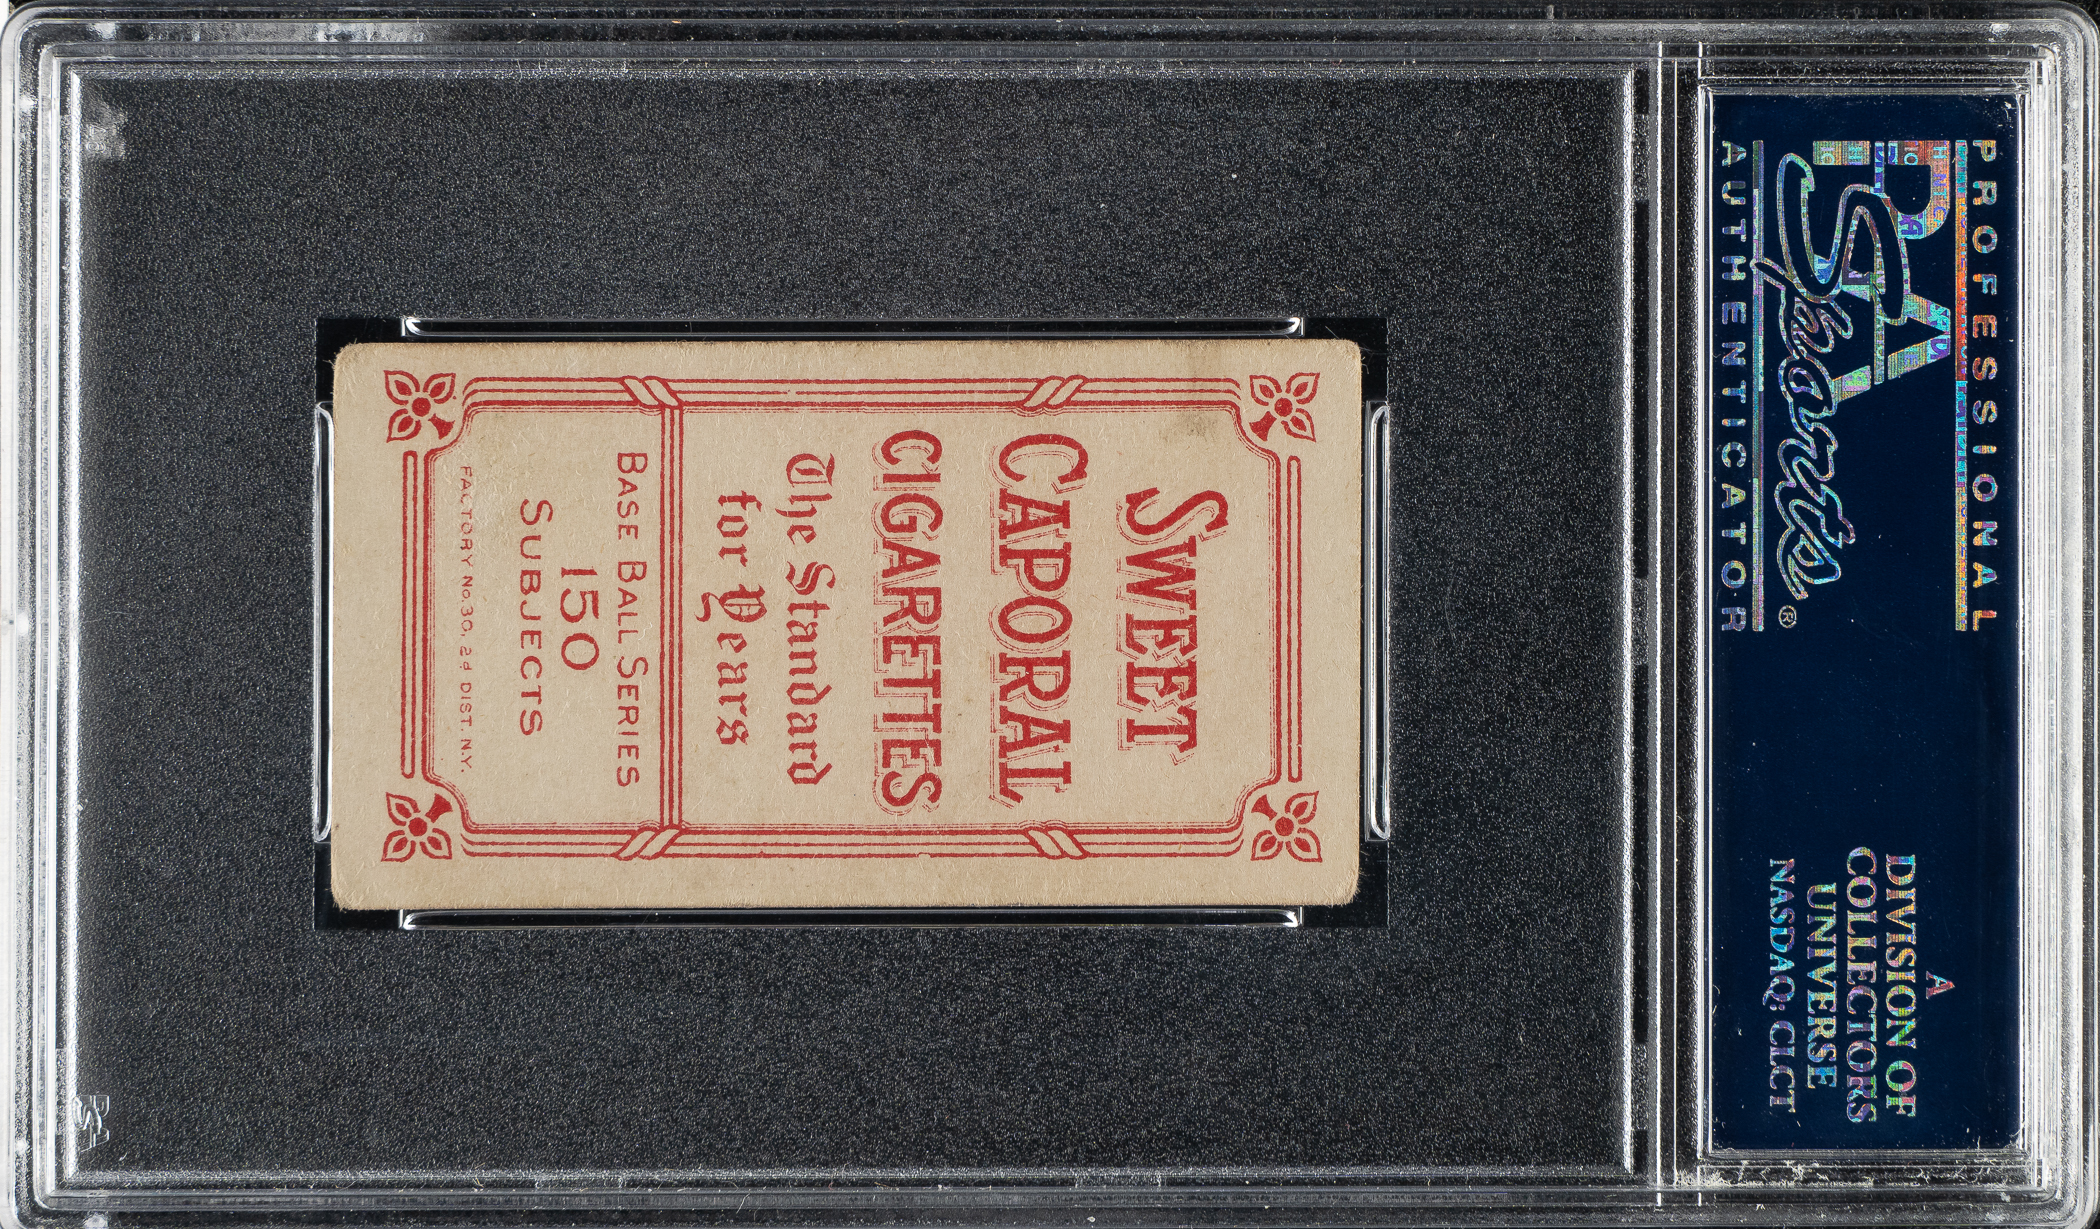 SWEET
CAPORAL
CIGARETTES
The Standard
for Years
BASE BALL SERIES
150
SUBJECTS
FACTORY No. 30, 2d DIST. N.Y.
PROFESSIONAL
PSA
Sports
AUTHENTICATOR
®
A
DIVISION OF
COLLECTORS
UNIVERSE
NASDAQ: CLCT
PSA